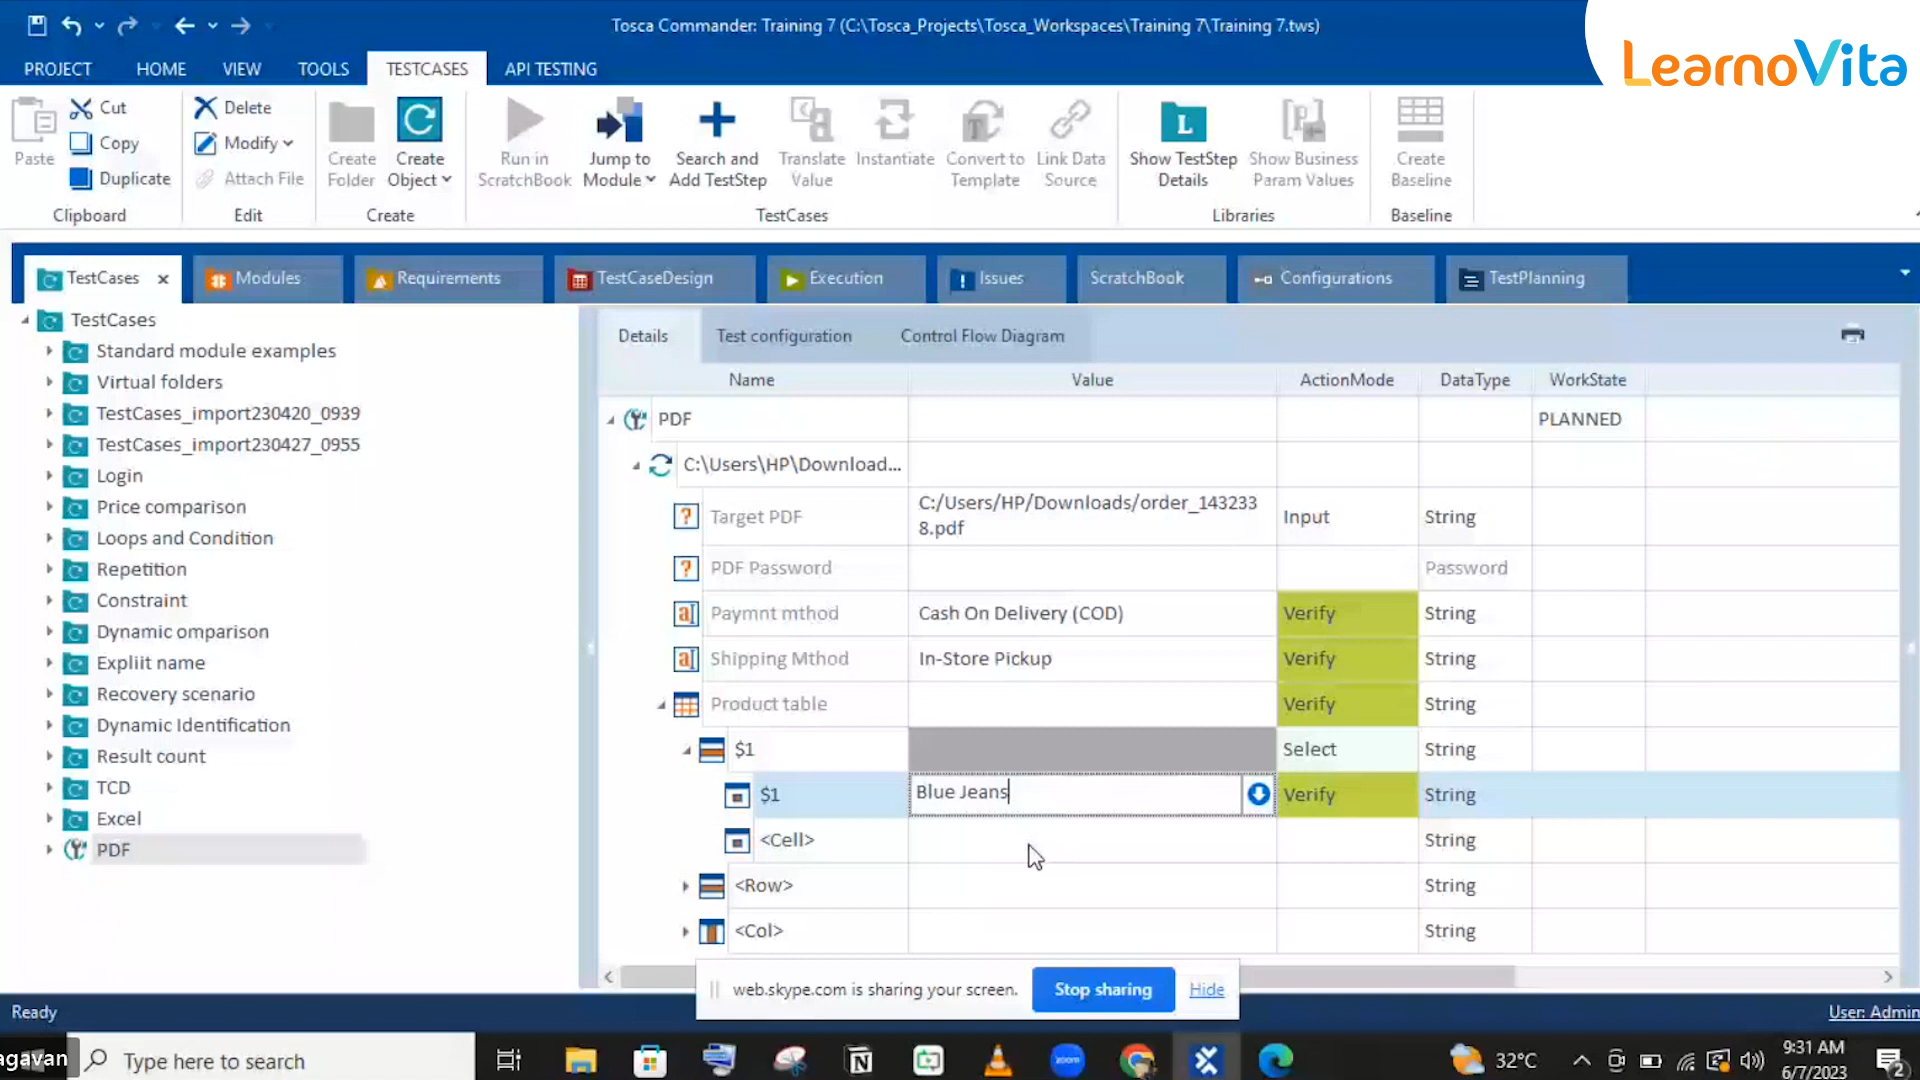 Tosca Commander: Training 7 (C:\Tosca_Projects\Tosca_Workspaces\Training 7\Training 7.tws)
LearnoVita
PROJECT HOME VIEW TOOLS TESTCASES API TESTING
Paste
Cut
Copy
Duplicate
Clipboard
Delete
Modify
Attach File
Edit
Create Folder
Create Object
Create
Run in ScratchBook
Jump to Module
Search and Add TestStep
Translate Value
Instantiate
Convert to Template
Link Data Source
TestCases
Show TestStep Details
Show Business Param Values
Libraries
Create Baseline
Baseline
TestCases Modules Requirements TestCaseDesign Execution Issues ScratchBook Configurations TestPlanning
TestCases
Standard module examples
Virtual folders
TestCases_import230420_0939
TestCases_import230427_0955
Login
Price comparison
Loops and Condition
Repetition
Constraint
Dynamic omparison
Expliit name
Recovery scenario
Dynamic Identification
Result count
TCD
Excel
PDF
Details Test configuration Control Flow Diagram
Name Value ActionMode DataType WorkState
PDF PLANNED
C:\Users\HP\Download...
Target PDF C:/Users/HP/Downloads/order_143233
8.pdf Input String
PDF Password Password
Paymnt mthod Cash On Delivery (COD) Verify String
Shipping Mthod In-Store Pickup Verify String
Product table Verify String
$1 Select String
$1 Blue Jeans Verify String
<Cell> String
<Row> String
<Col> String
web.skype.com is sharing your screen. Stop sharing Hide
Ready User: Admin
agavan Type here to search
N
zoom
32°C
9:31 AM
6/7/2023
2